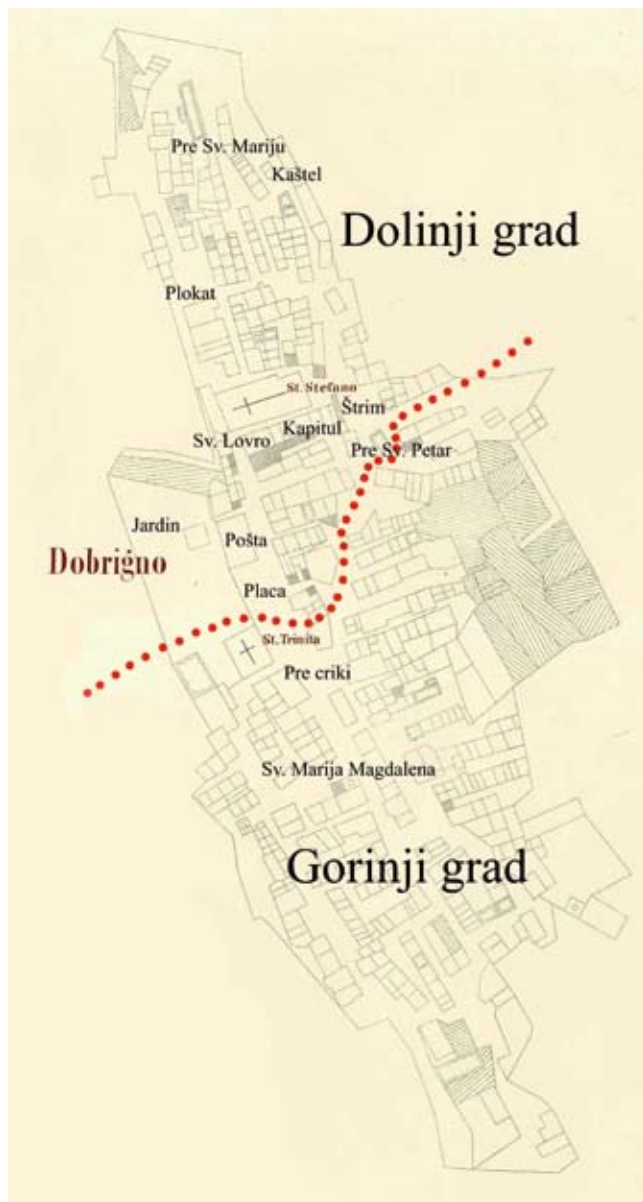 Pre Sv. Mariju
Kaštel
Dolinji grad
Plokat
St. Stefano
Štrim
Kapitul
Sv. Lovro
Pre Sv. Petar
Jardin
Pošta
Dobrigno
Placa
St. Trinita
Pre criki
Sv. Marija Magdalena
Gorinji grad